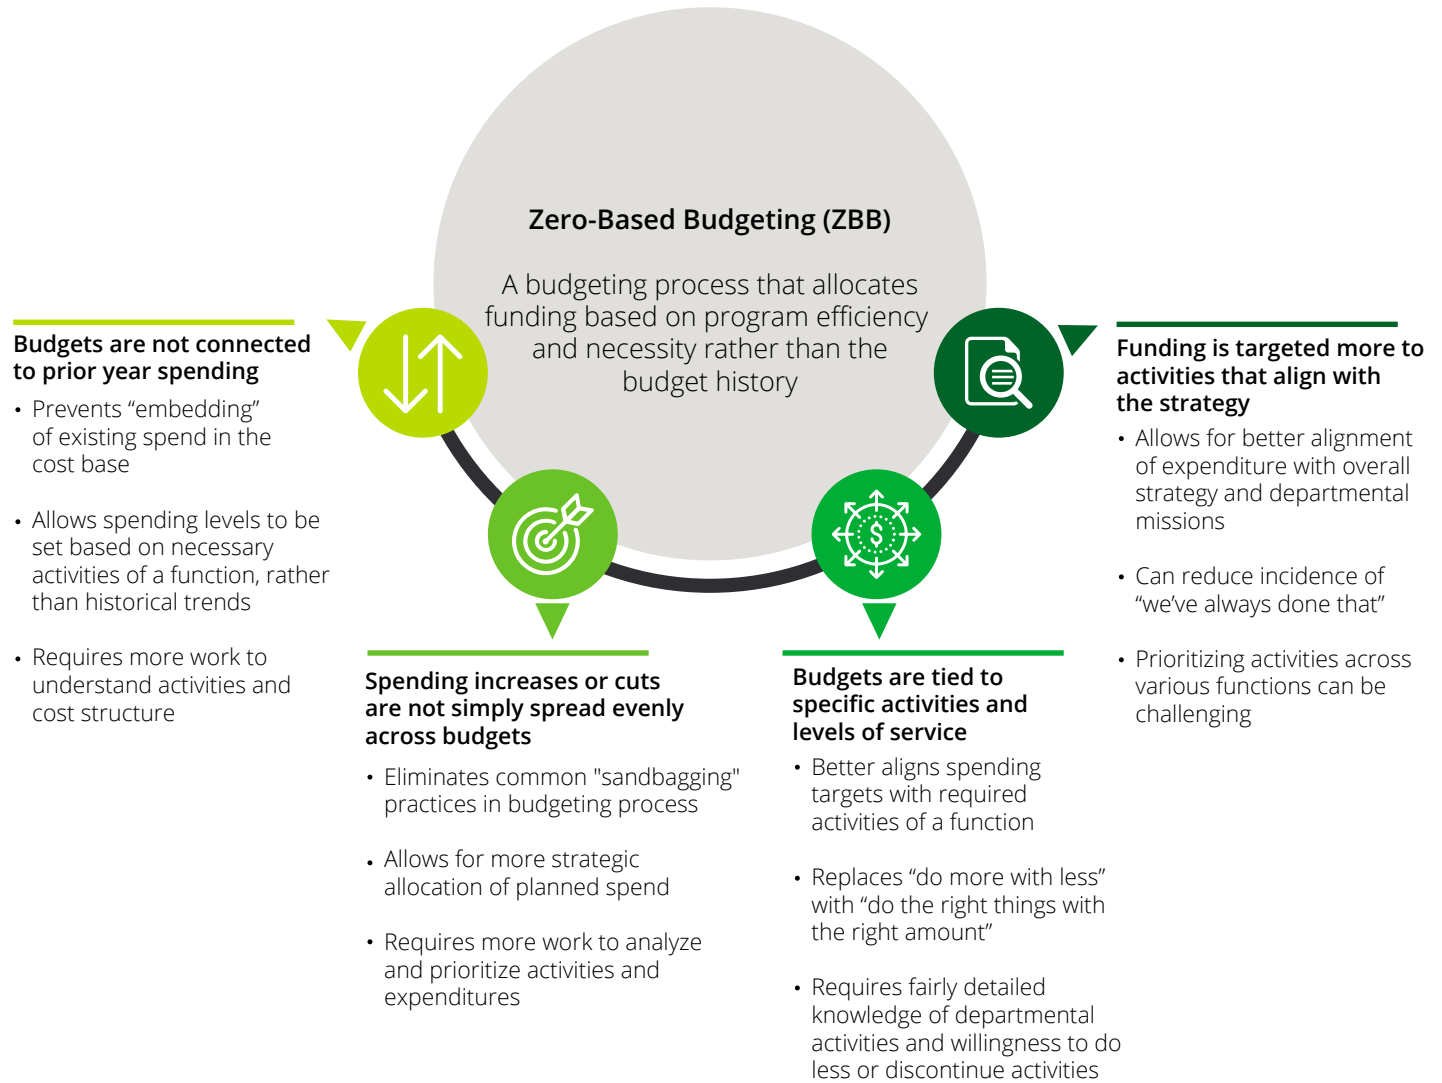 Zero-Based Budgeting (ZBB)
A budgeting process that allocates
funding based on program efficiency
and necessity rather than the
budget history
Budgets are not connected
to prior year spending
• Prevents “embedding”
of existing spend in the
cost base
• Allows spending levels to be
set based on necessary
activities of a function, rather
than historical trends
• Requires more work to
understand activities and
cost structure
Spending increases or cuts
are not simply spread evenly
across budgets
• Eliminates common "sandbagging"
practices in budgeting process
• Allows for more strategic
allocation of planned spend
• Requires more work to analyze
and prioritize activities and
expenditures
$
Budgets are tied to
specific activities and
levels of service
• Better aligns spending
targets with required
activities of a function
• Replaces “do more with less”
with “do the right things with
the right amount”
• Requires fairly detailed
knowledge of departmental
activities and willingness to do
less or discontinue activities
Funding is targeted more to
activities that align with
the strategy
• Allows for better alignment
of expenditure with overall
strategy and departmental
missions
• Can reduce incidence of
“we’ve always done that”
• Prioritizing activities across
various functions can be
challenging